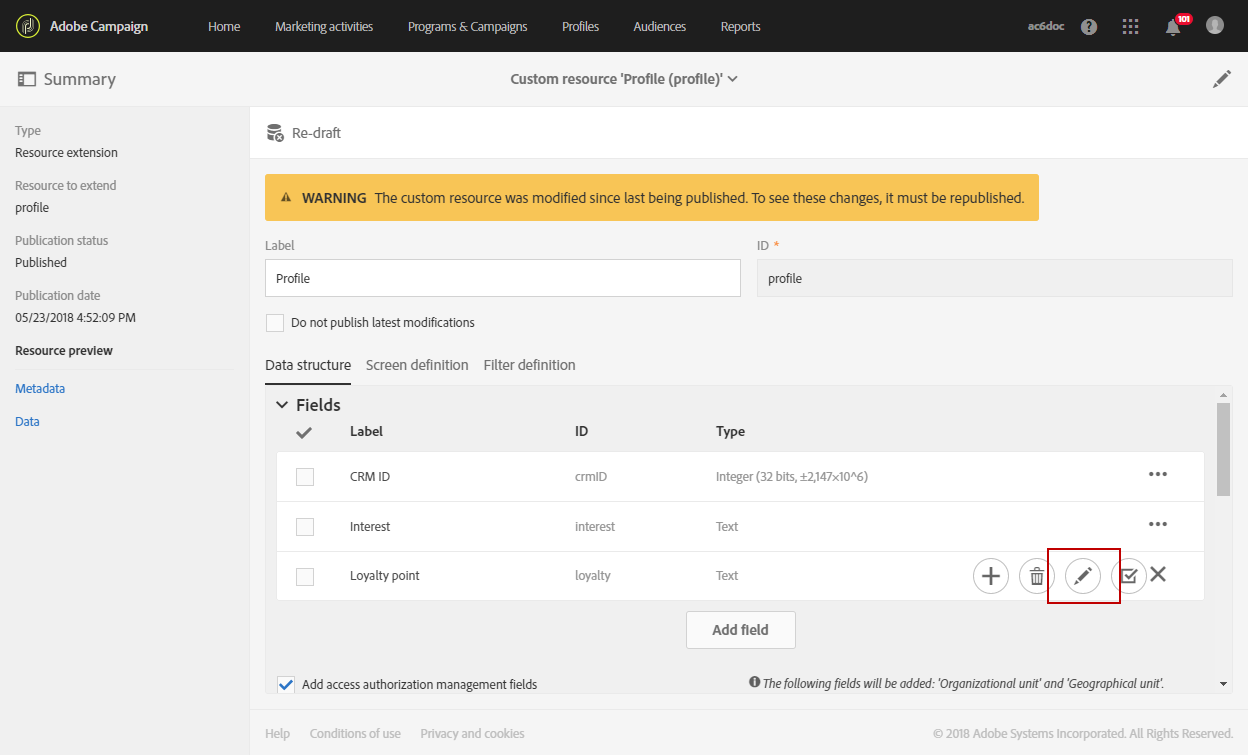 Adobe Campaign
Home
Marketing activities
Programs & Campaigns
Profiles
Audiences
Reports
ac6doc
?
101
Summary
Custom resource 'Profile (profile)'
Type
Resource extension
Resource to extend
profile
Publication status
Published
Publication date
05/23/2018 4:52:09 PM
Resource preview
Metadata
Data
Re-draft
WARNING The custom resource was modified since last being published. To see these changes, it must be republished.
Label
ID *
Profile
profile
Do not publish latest modifications
Data structure
Screen definition
Filter definition
Fields
Label ID Type
CRM ID crmID Integer (32 bits, ±2,147×10^6)
Interest interest Text
Loyalty point loyalty Text
Add field
Add access authorization management fields
The following fields will be added: 'Organizational unit' and 'Geographical unit'.
Help
Conditions of use
Privacy and cookies
© 2018 Adobe Systems Incorporated. All Rights Reserved.